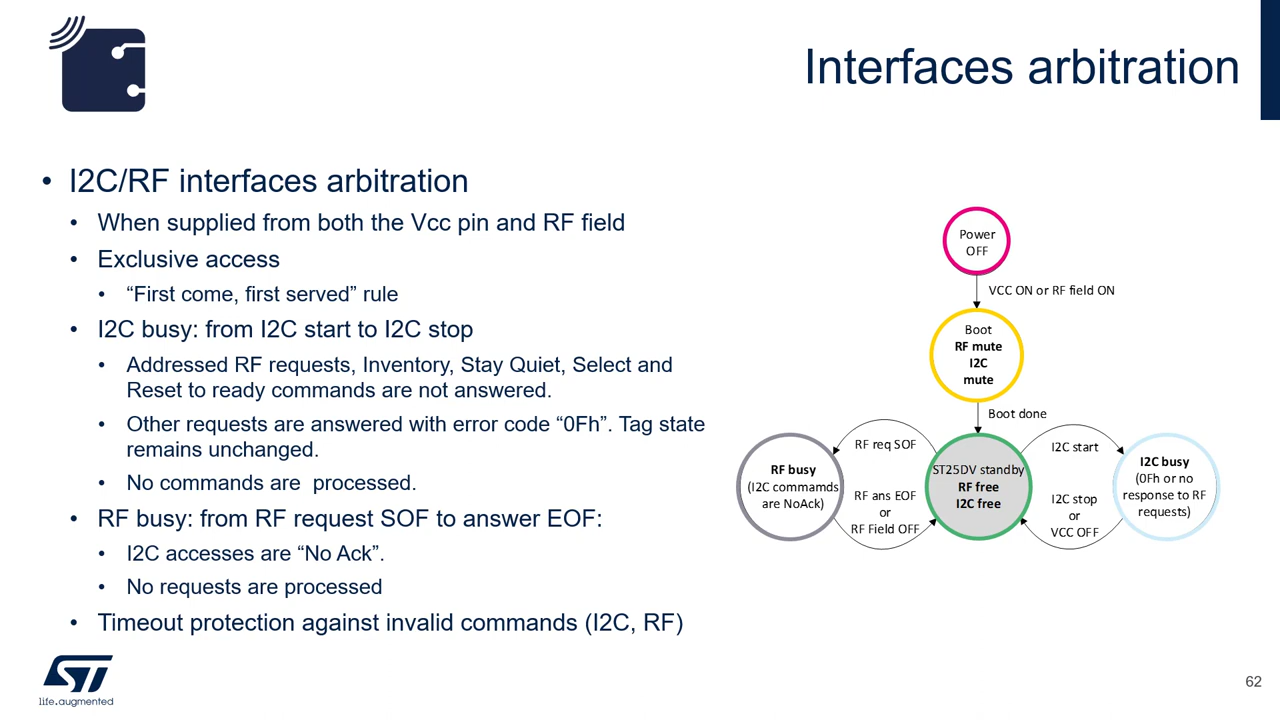 Interfaces arbitration
• I2C/RF interfaces arbitration
• When supplied from both the Vcc pin and RF field
• Exclusive access
• “First come, first served” rule
• I2C busy: from I2C start to I2C stop
• Addressed RF requests, Inventory, Stay Quiet, Select and
Reset to ready commands are not answered.
• Other requests are answered with error code “0Fh”. Tag state
remains unchanged.
• No commands are  processed.
• RF busy: from RF request SOF to answer EOF:
• I2C accesses are “No Ack”.
• No requests are processed
• Timeout protection against invalid commands (I2C, RF)
Power
OFF
VCC ON or RF field ON
Boot
RF mute
I2C
mute
Boot done
RF req SOF
I2C start
RF busy
(I2C commands
are NoAck)
RF ans EOF
or
RF Field OFF
ST25DV standby
RF free
I2C free
I2C stop
or
VCC OFF
I2C busy
(0Fh or no
response to RF
requests)
ST
life.augmented
62